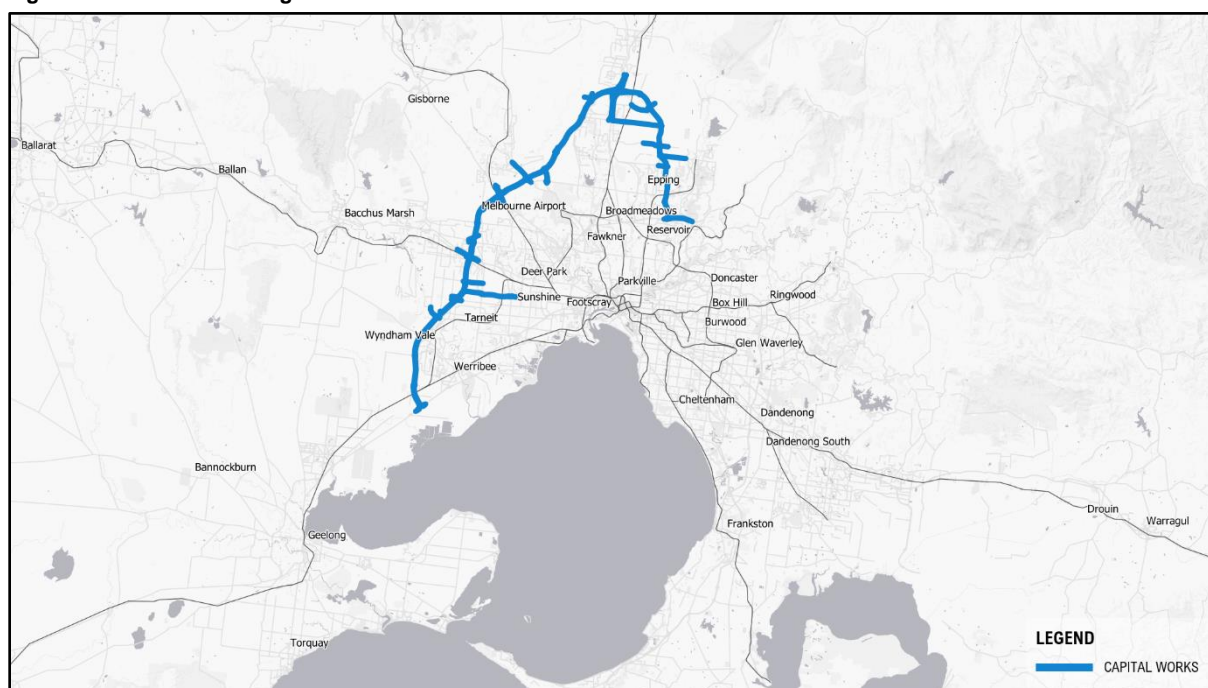 Gisborne
Ballarat
Ballan
Epping
Melbourne Airport
Broadmeadows
Bacchus Marsh
Reservoir
Fawkner
Deer Park
Parkville
Doncaster
Sunshine
Footscray
Ringwood
Box Hill
Tarneit
Burwood
Wyndham Vale
Glen Waverley
Werribee
Cheltenham
Dandenong
Dandenong South
Bannockburn
Drouin
Warragul
Frankston
Geelong
LEGEND
Torquay
CAPITAL WORKS